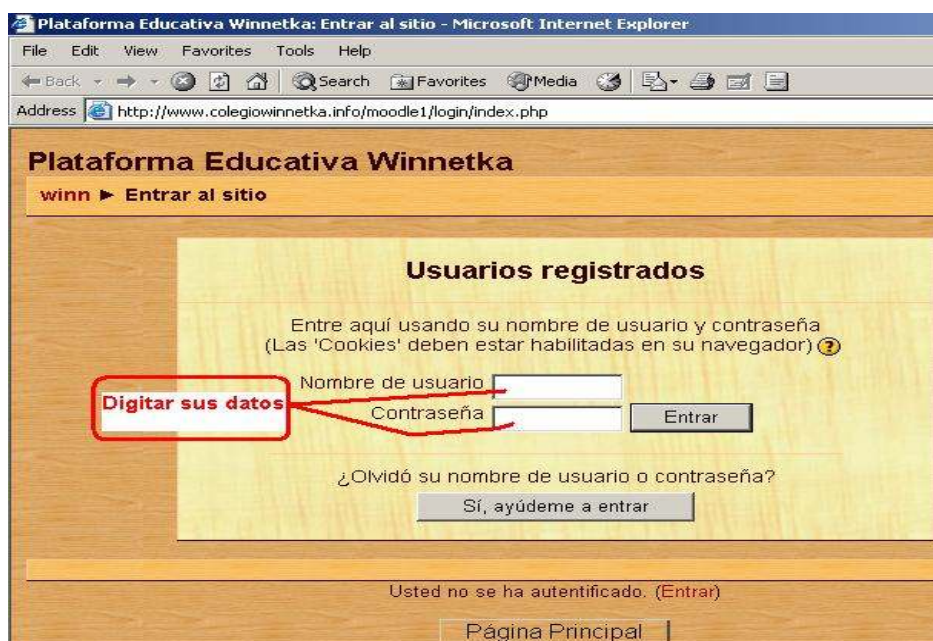 Plataforma Educativa Winnetka: Entrar al sitio - Microsoft Internet Explorer
File Edit View Favorites Tools Help
Back Search Favorites Media
Address http://www.colegiowinnetka.info/moodle1/login/index.php
Plataforma Educativa Winnetka
winn ► Entrar al sitio
Usuarios registrados
Entre aquí usando su nombre de usuario y contraseña
(Las 'Cookies' deben estar habilitadas en su navegador) ?
Nombre de usuario
Digitar sus datos
Contraseña Entrar
¿Olvidó su nombre de usuario o contraseña?
Sí, ayúdeme a entrar
Usted no se ha autentificado. (Entrar)
Página Principal